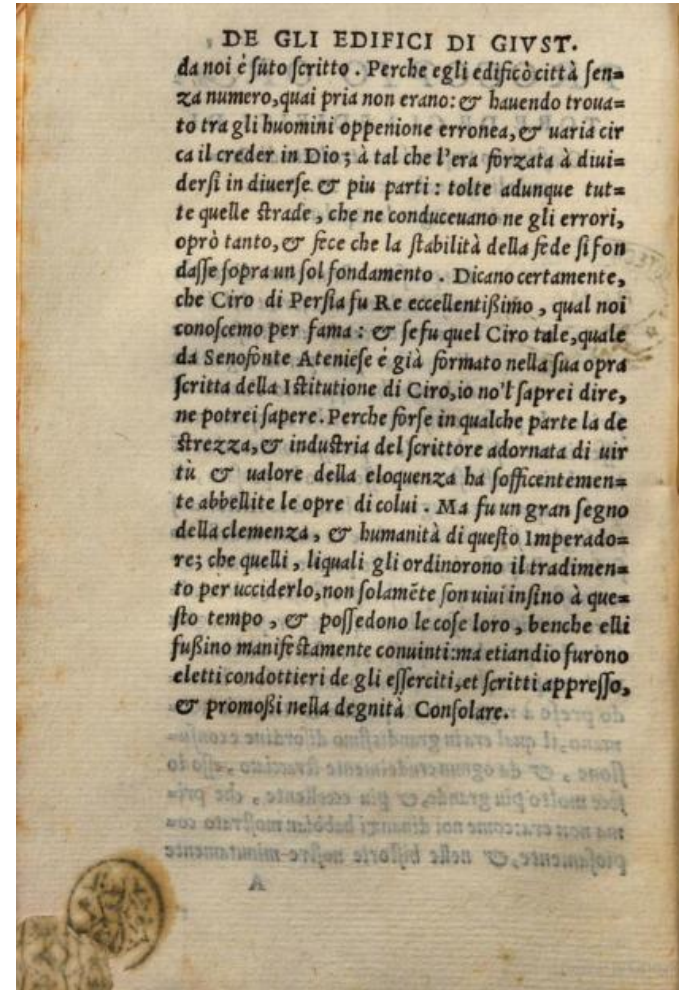 DE GLI EDIFICI DI GIVST.
da noi é ſuto ſcritto. Perche egli edificò città ſen=
za numero, quai pria non erano: & hauendo troua=
to tra gli huomini oppenione erronea, & uaria cir
ca il creder in Dio; à tal che l'era forzata à diui=
derſi in diuerſe & piu parti: tolte adunque tut=
te quelle ſtrade, che ne conduceuano ne gli errori,
oprò tanto, & fece che la ſtabilità della fede ſi fon
daſſe ſopra un ſol fondamento. Dicano certamente,
che Ciro di Perſia fu Re eccellentißimo, qual noi
conoſcemo per fama: & ſe fu quel Ciro tale, quale
da Senofonte Atenieſe é già formato nella ſua opra
ſcritta della Iſtitutione di Ciro, io no'l ſaprei dire,
ne potrei ſapere. Perche forſe in qualche parte la de
ſtrezza, & induſtria del ſcrittore adornata di uir
tù & ualore della eloquenza ha ſofficentemen=
te abbellite le opre di colui. Ma fu un gran ſegno
della clemenza, & humanità di queſto Imperado=
re; che quelli, liquali gli ordinorono il tradimen=
to per ucciderlo, non ſolamẽte ſon uiui inſino à que=
ſto tempo, & poſſedono le coſe loro, benche elli
fußino manifeſtamente conuinti: ma etiandio furono
eletti condottieri de gli eſſerciti, et ſcritti appreſſo,
& promoßi nella degnità Conſolare.